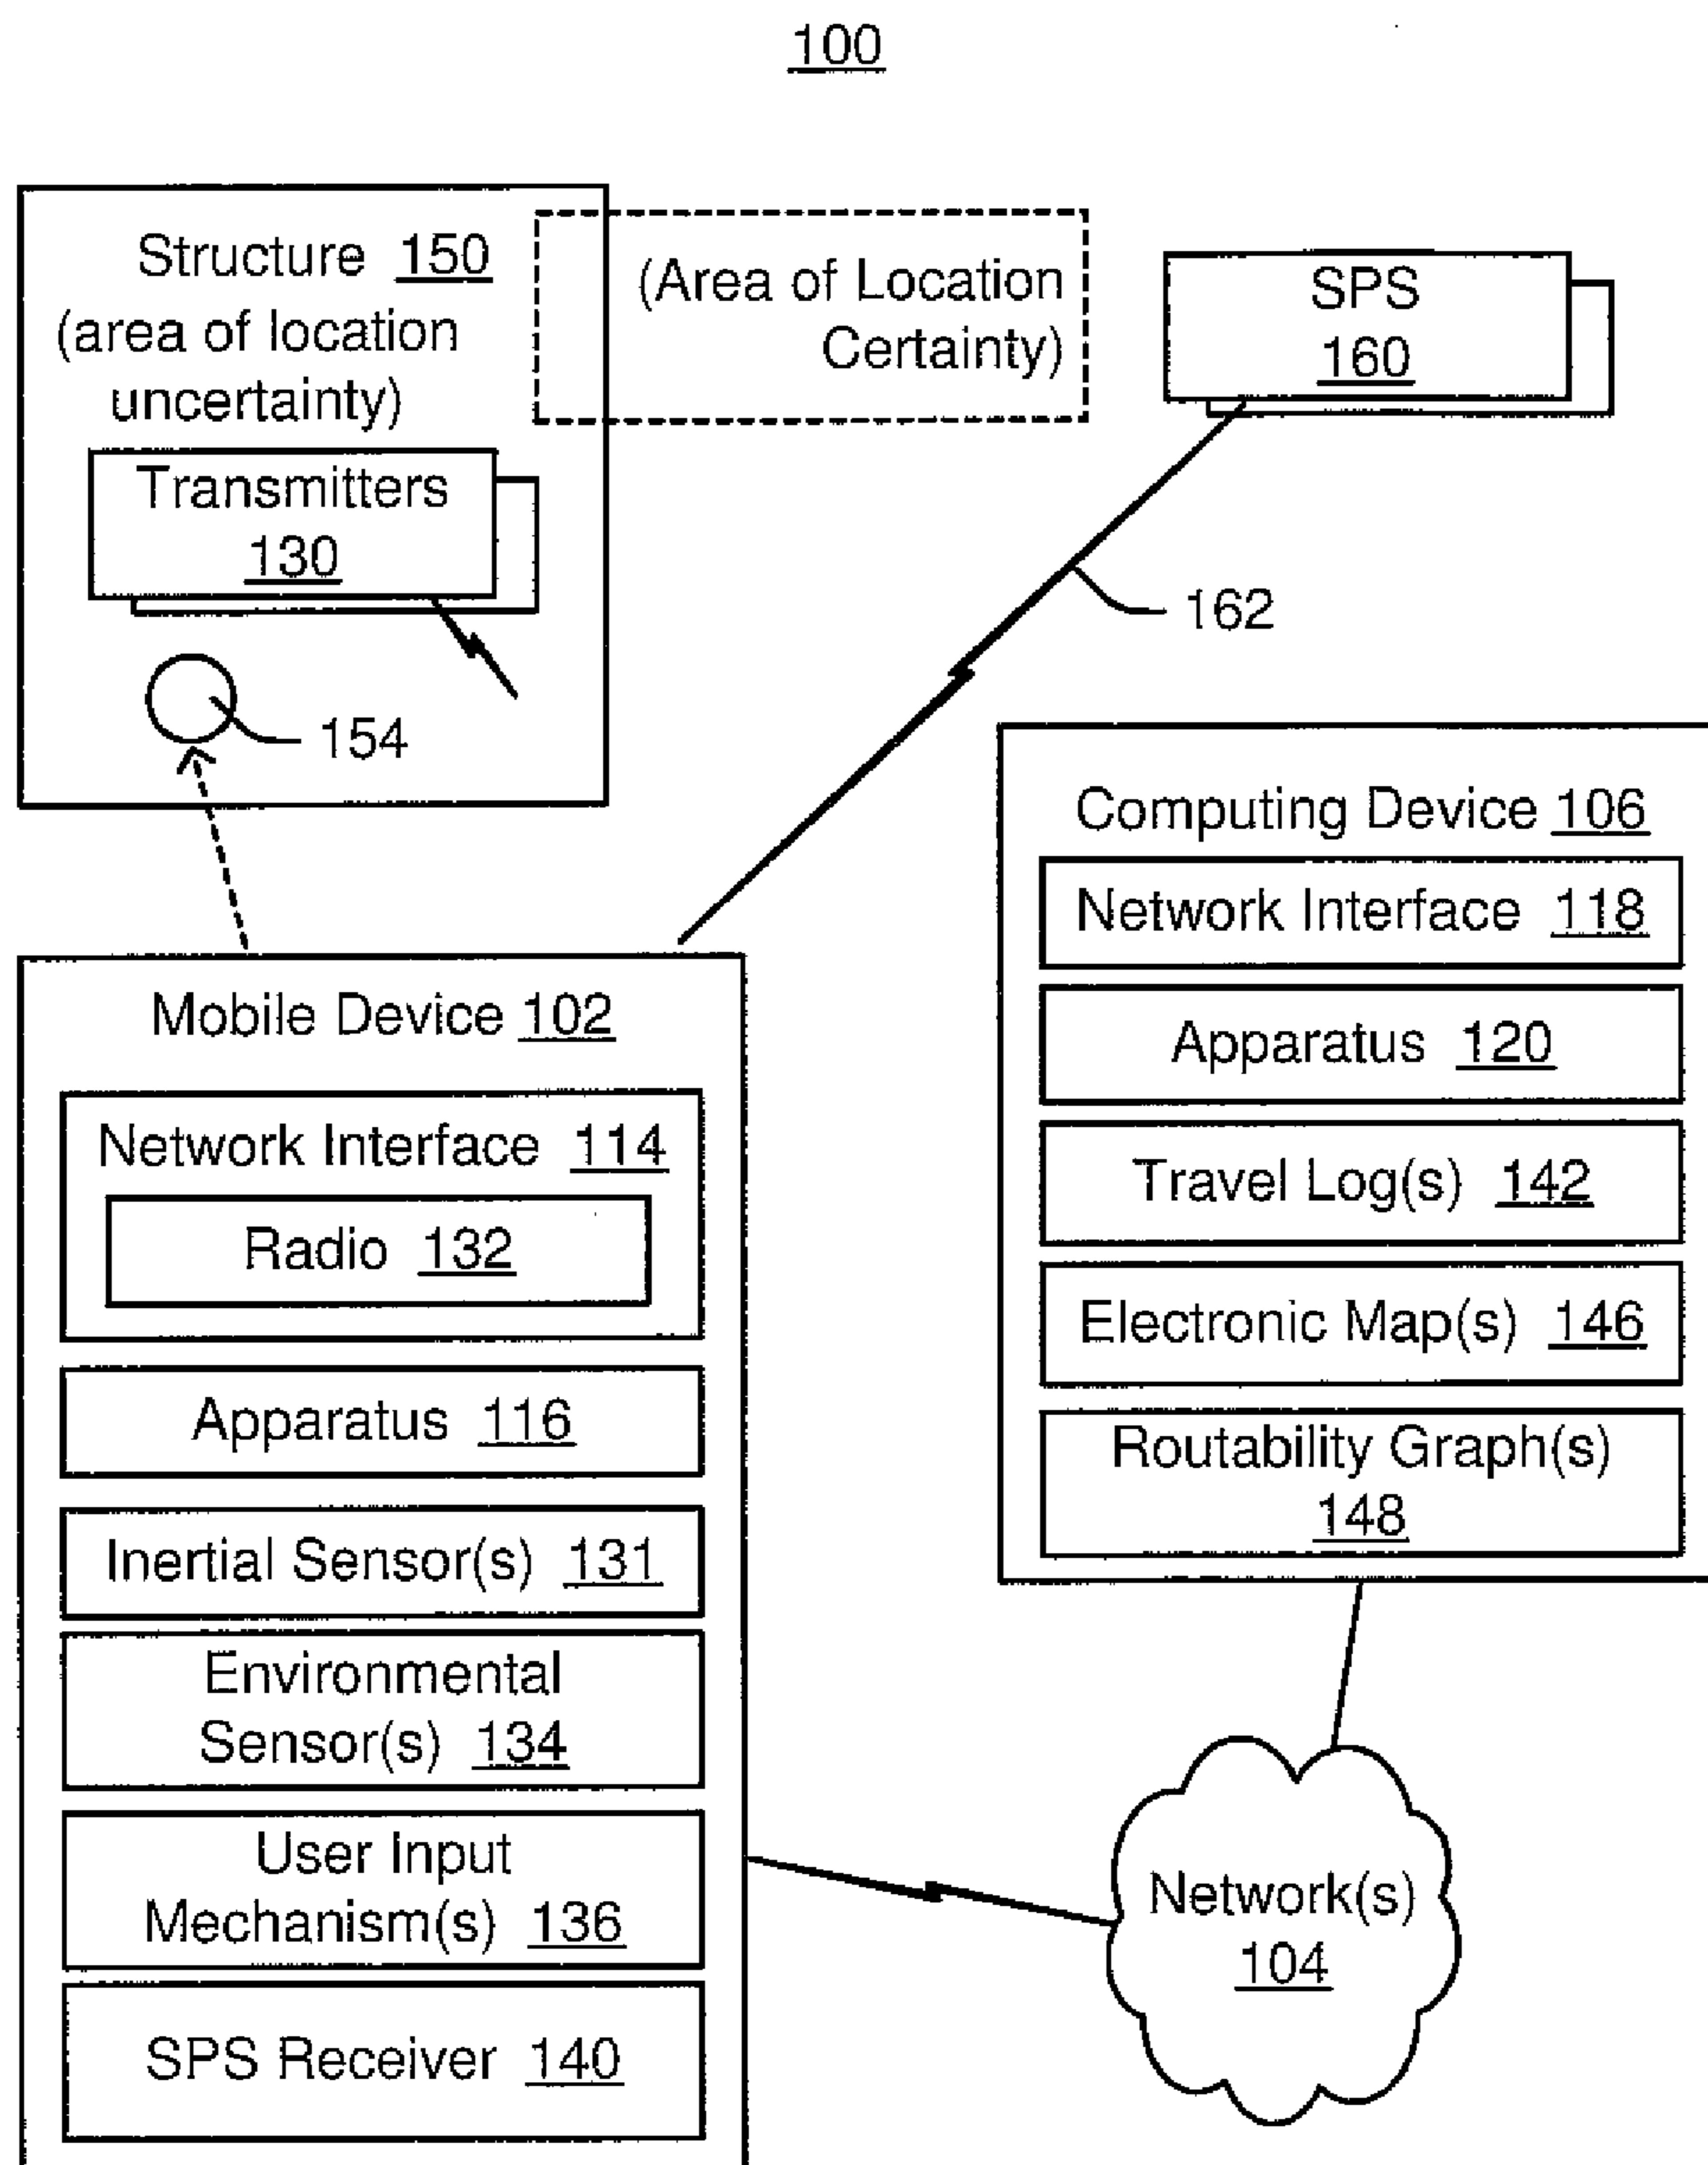 100
Structure 150
(area of location
uncertainty)
(Area of Location
Certainty)
SPS
160
Transmitters
130
162
154
Computing Device 106
Network Interface 118
Apparatus 120
Travel Log(s) 142
Electronic Map(s) 146
Routability Graph(s)
148
Mobile Device 102
Network Interface 114
Radio 132
Apparatus 116
Inertial Sensor(s) 131
Environmental
Sensor(s) 134
User Input
Mechanism(s) 136
SPS Receiver 140
Network(s)
104